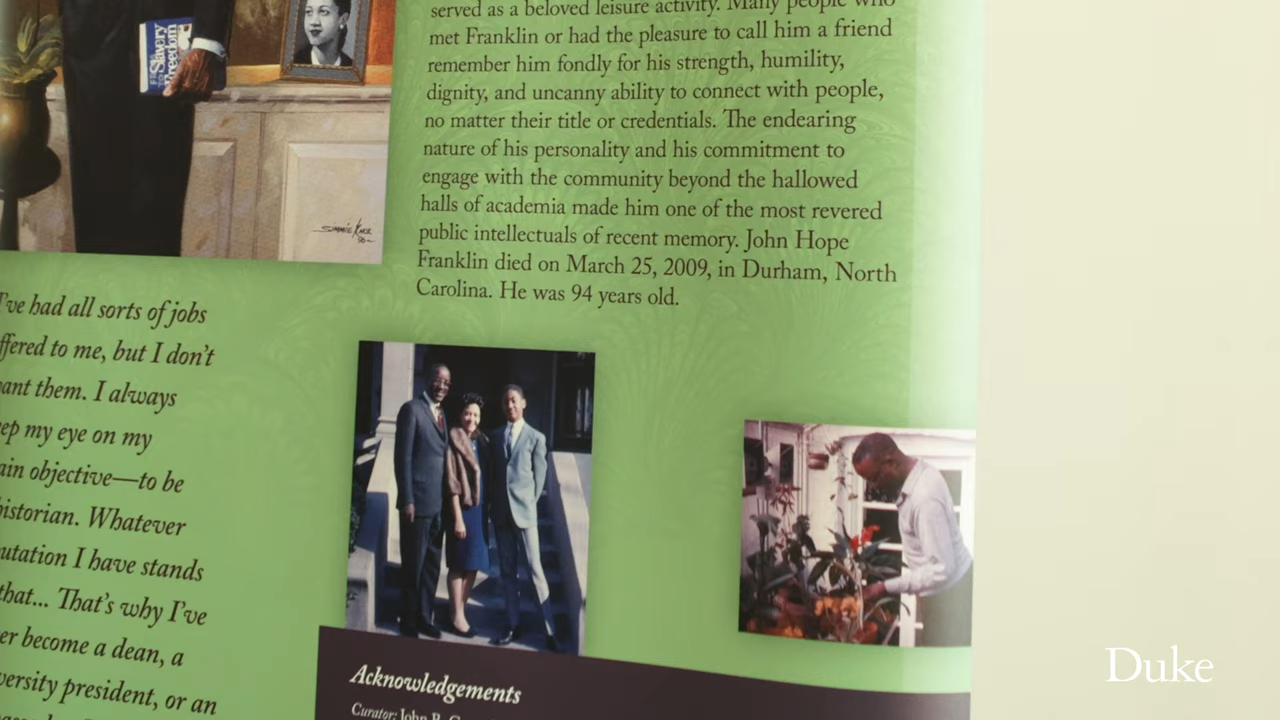 Slavery
Freedom
served as a beloved leisure activity. Many people who
met Franklin or had the pleasure to call him a friend
remember him fondly for his strength, humility,
dignity, and uncanny ability to connect with people,
no matter their title or credentials. The endearing
nature of his personality and his commitment to
engage with the community beyond the hallowed
halls of academia made him one of the most revered
public intellectuals of recent memory. John Hope
Franklin died on March 25, 2009, in Durham, North
Carolina. He was 94 years old.
I've had all sorts of jobs
ffered to me, but I don't
ant them. I always
ep my eye on my
ain objective—to be
historian. Whatever
utation I have stands
that... That's why I've
er become a dean, a
versity president, or an
Acknowledgements
Curator: John B.
Duke